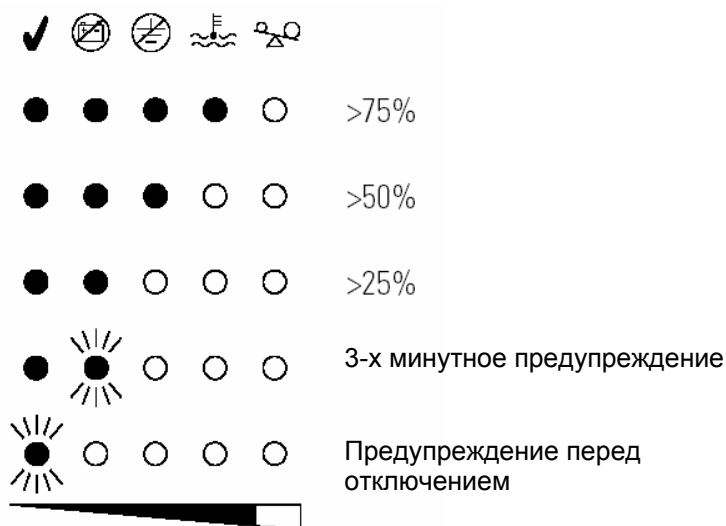 >75%
>50%
>25%
3-х минутное предупреждение
Предупреждение перед
отключением